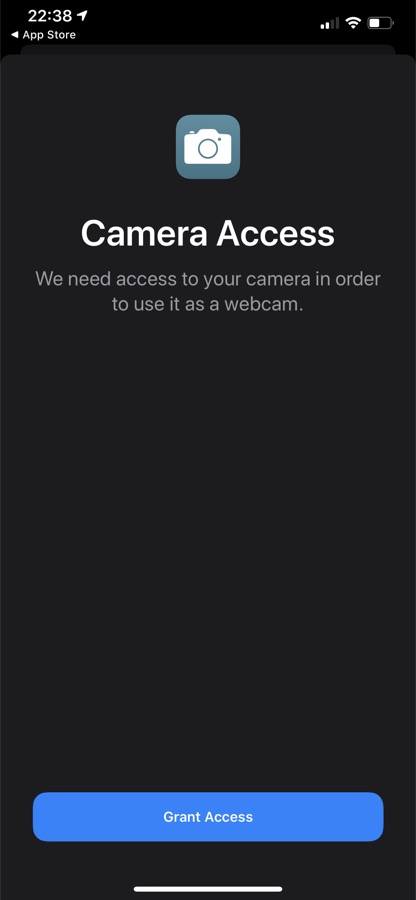 22:38
◀ App Store
Camera Access
We need access to your camera in order
to use it as a webcam.
Grant Access